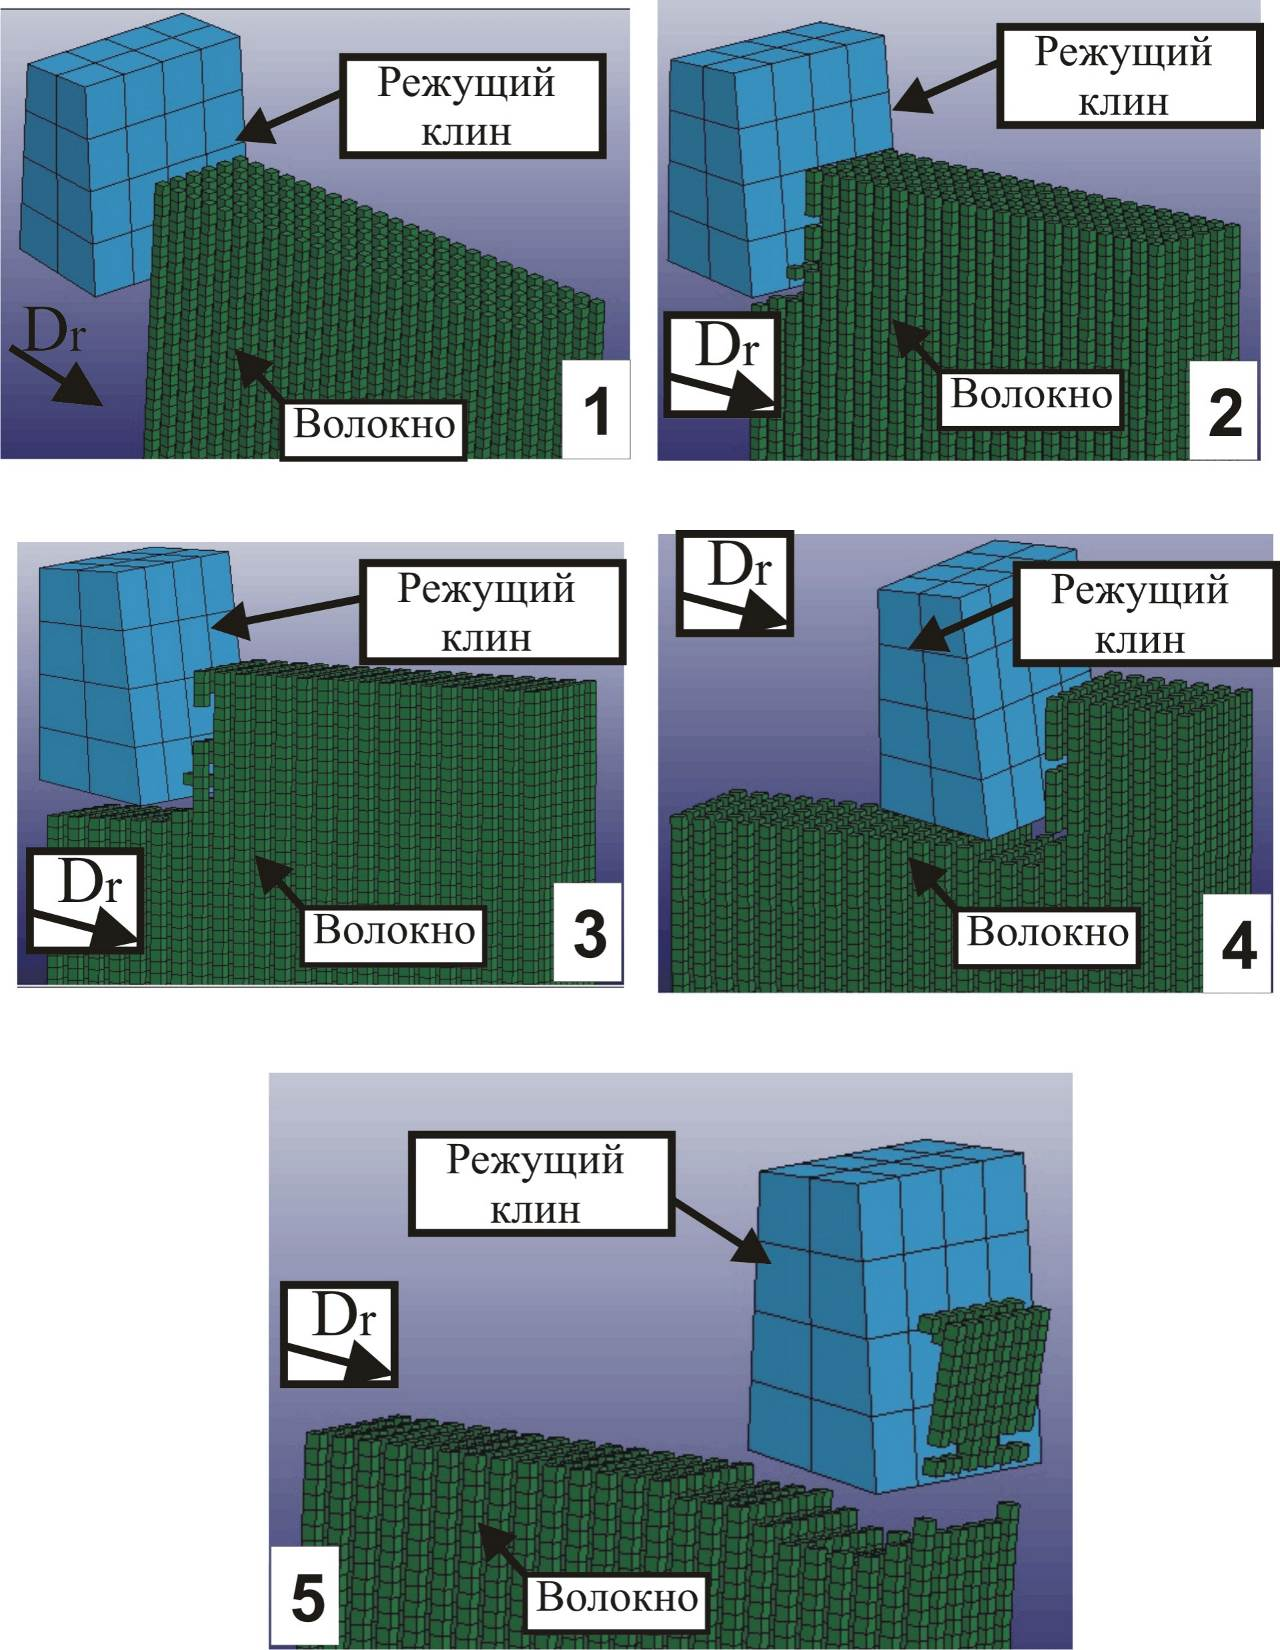 Режущий
клин
Dr
Волокно
1
Режущий
клин
Dr
Волокно
2
Режущий
клин
Dr
Волокно
3
Dr
Режущий
клин
Волокно
4
Режущий
клин
Dr
Волокно
5